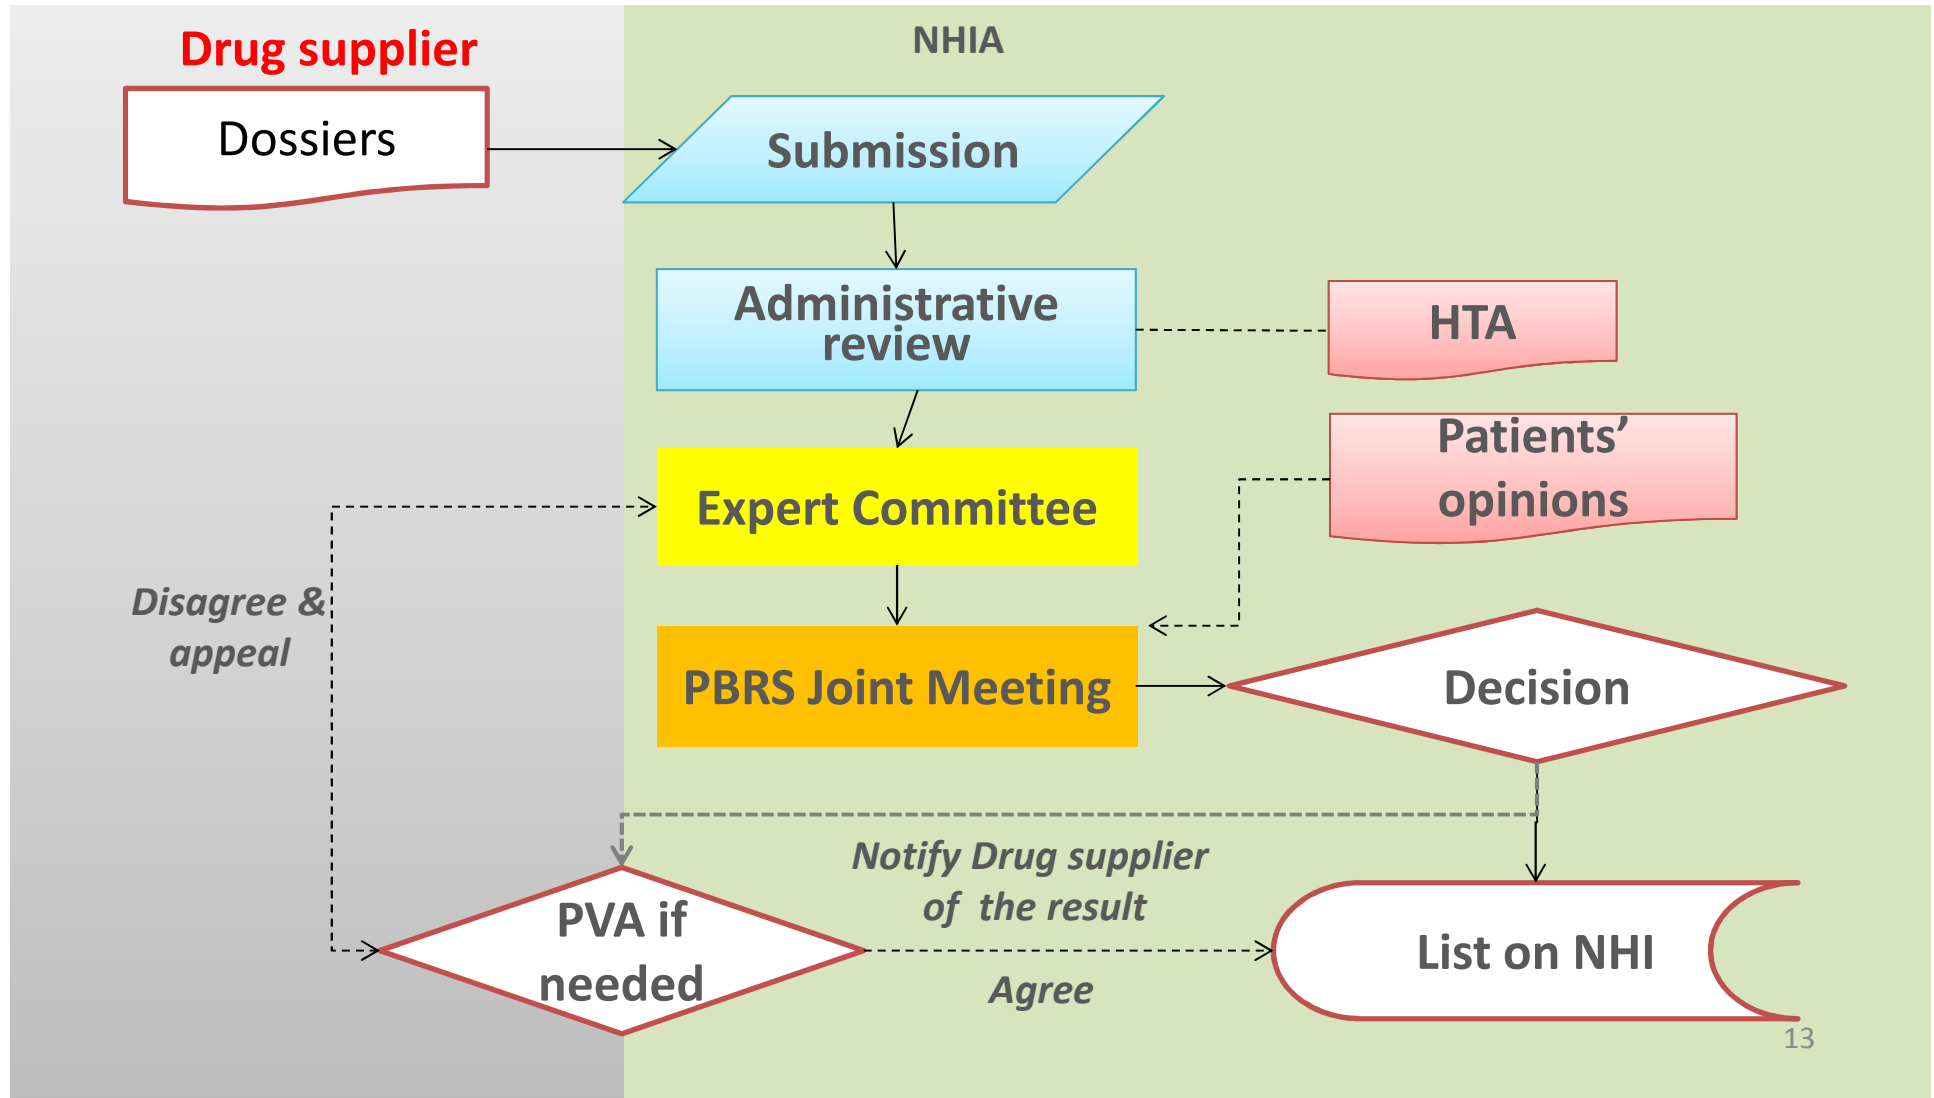 Drug supplier
NHIA
Dossiers
Submission
Administrative
review
HTA
Patients’
opinions
Expert Committee
Disagree &
appeal
PBRS Joint Meeting
Decision
Notify Drug supplier
of the result
PVA if
needed
List on NHI
Agree
13